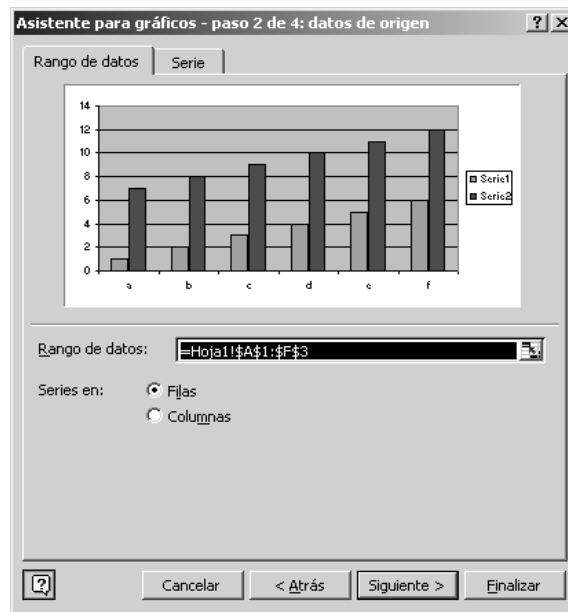 Asistente para gráficos - paso 2 de 4: datos de origen ? X
Rango de datos Serie
14
12
10
8
6
4
2
0
a b c d e f
Serie1
Serie2
Rango de datos: =Hoja1!$A$1:$F$3
Series en: Filas
Columnas
? Cancelar < Atrás Siguiente > Finalizar